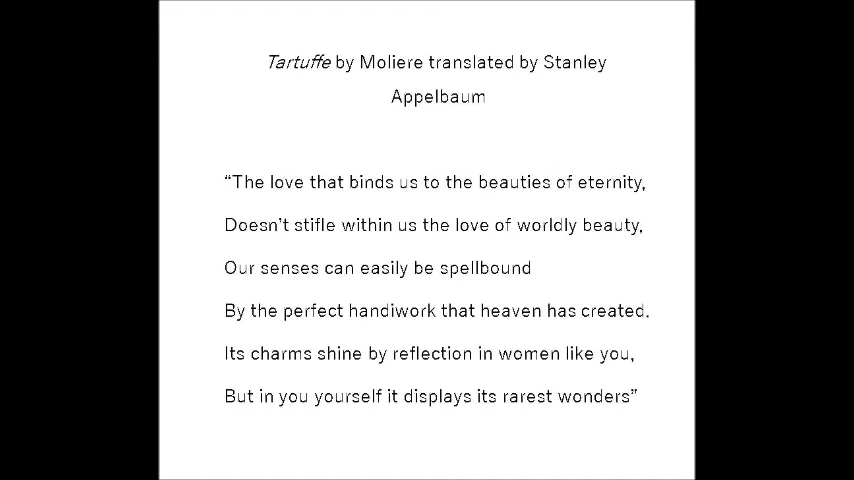 Tartuffe by Moliere translated by Stanley
Appelbaum
“The love that binds us to the beauties of eternity,
Doesn’t stifle within us the love of worldly beauty,
Our senses can easily be spellbound
By the perfect handiwork that heaven has created.
Its charms shine by reflection in women like you,
But in you yourself it displays its rarest wonders”